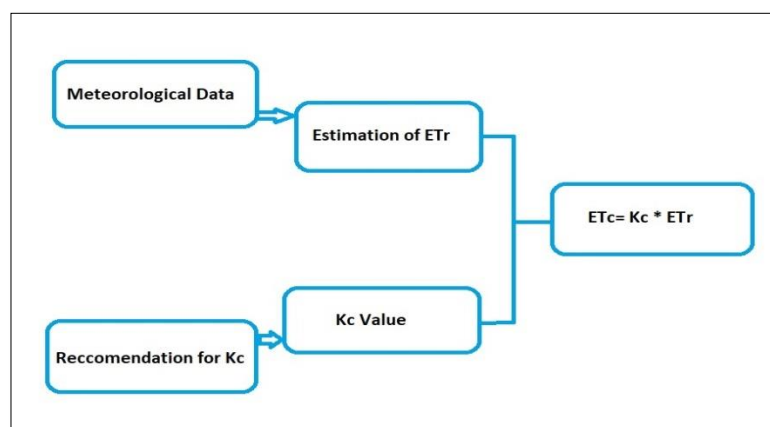 Meteorological Data
Estimation of ETr
ETc= Kc * ETr
Kc Value
Reccomendation for Kc